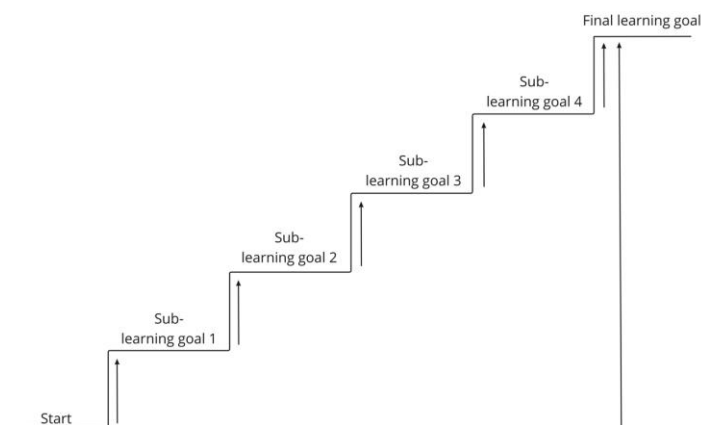 Final learning goal
Sub-
learning goal 4
Sub-
learning goal 3
Sub-
learning goal 2
Sub-
learning goal 1
Start